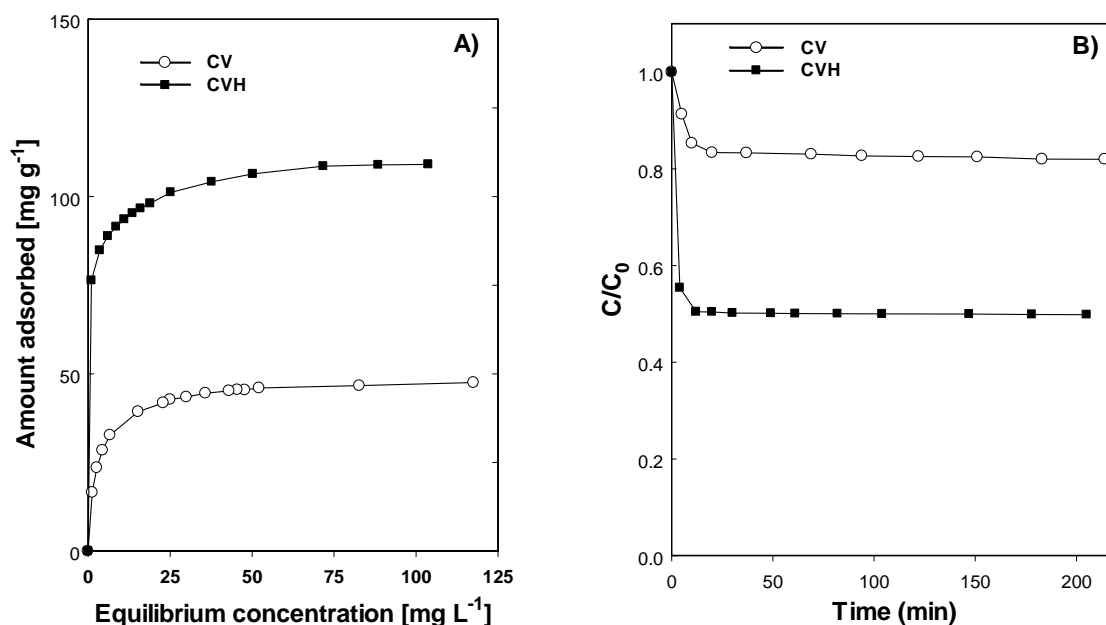 A)
CV
CVH
150
100
50
0
0 25 50 75 100 125
Amount adsorbed [mg g⁻¹]
Equilibrium concentration [mg L⁻¹]
B)
CV
CVH
1.0
0.8
0.6
0.4
0.2
0.0
0 50 100 150 200
C/C₀
Time (min)